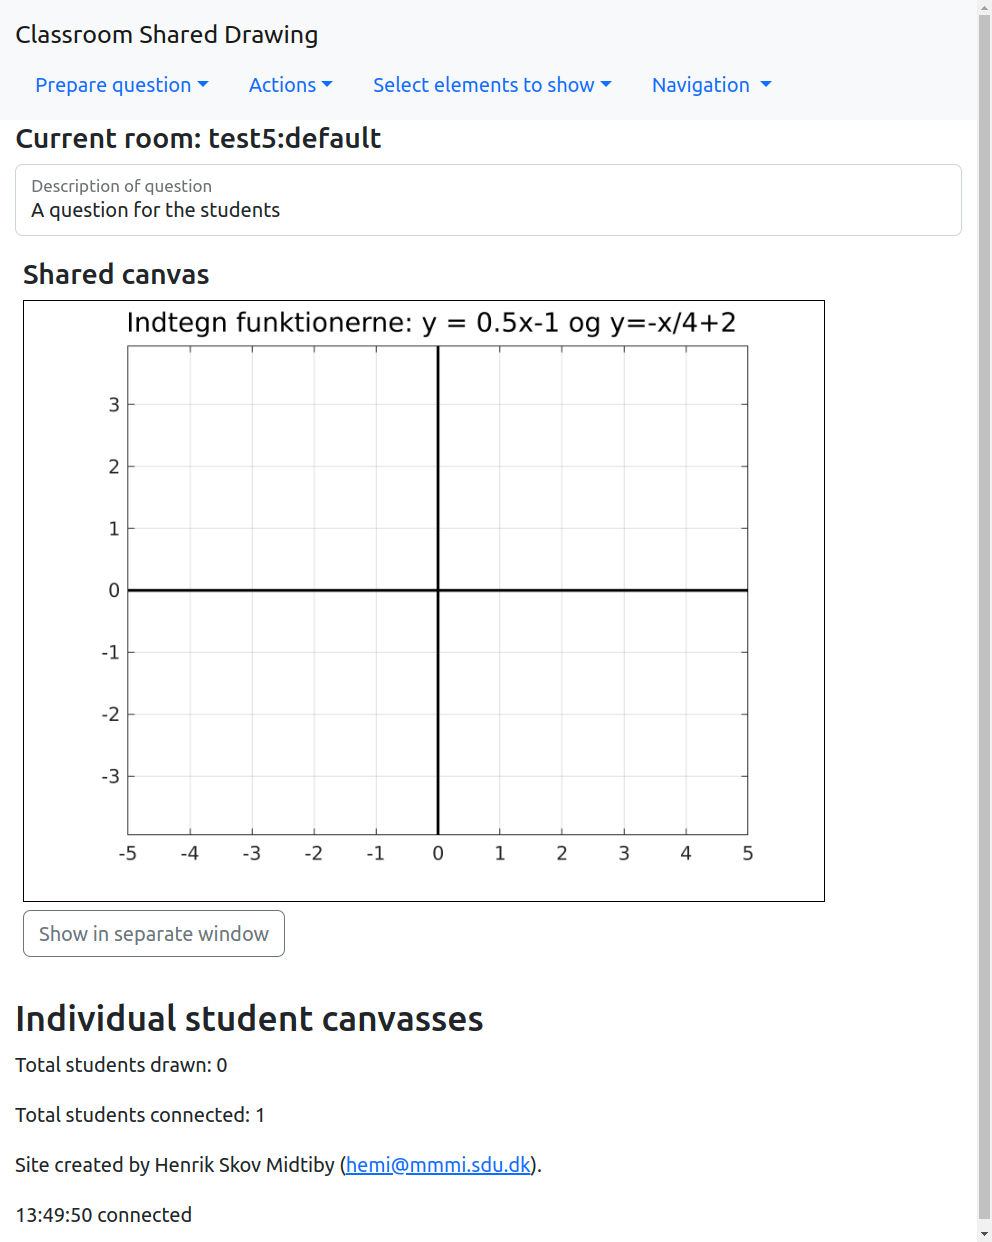 Classroom Shared Drawing
Prepare question Actions Select elements to show Navigation
Current room: test5:default
Description of question
A question for the students
Shared canvas
Indtegn funktionerne: y = 0.5x-1 og y=-x/4+2
3
2
1
0
-1
-2
-3
-5 -4 -3 -2 -1 0 1 2 3 4 5
Show in separate window
Individual student canvasses
Total students drawn: 0
Total students connected: 1
Site created by Henrik Skov Midtiby (hemi@mmmi.sdu.dk).
13:49:50 connected